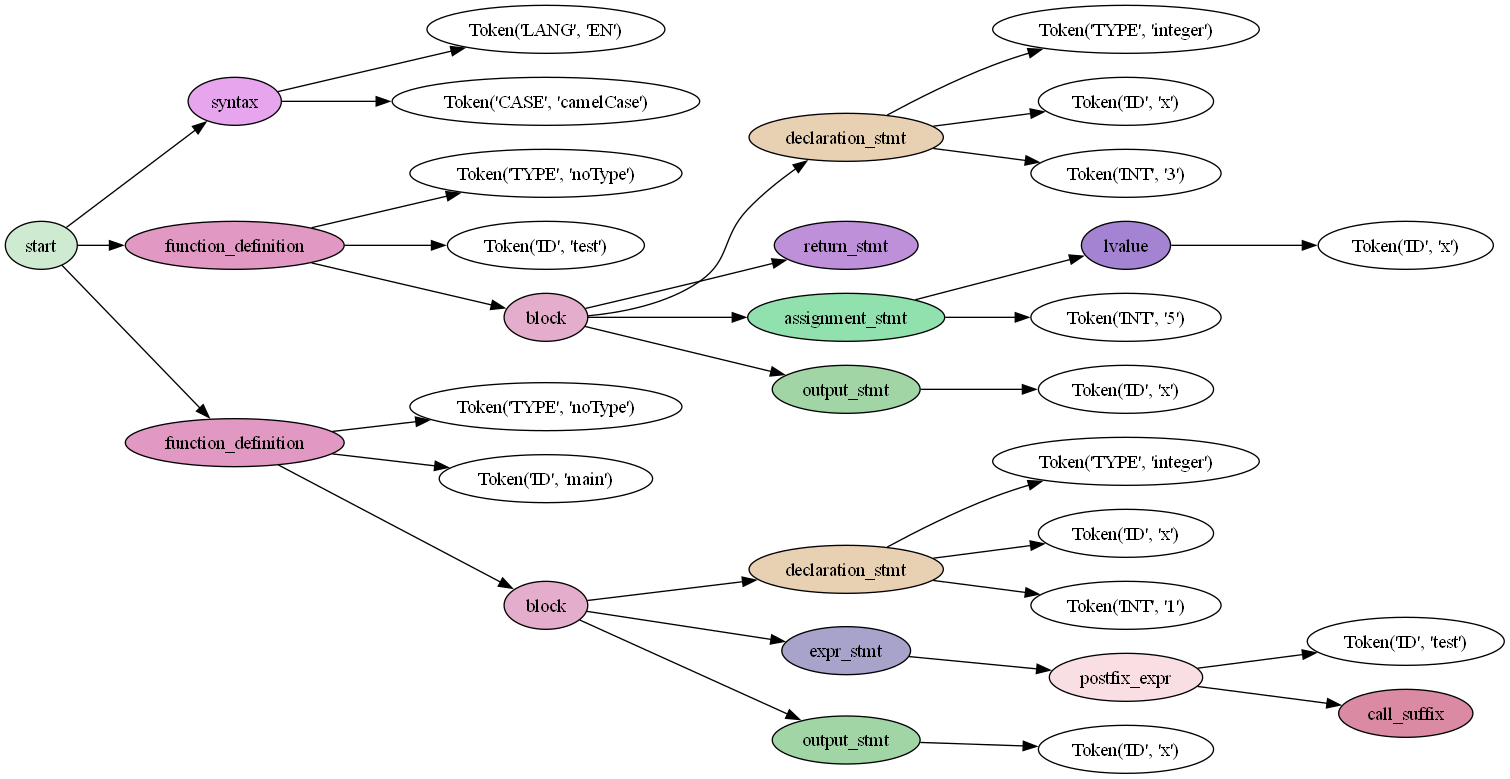 start
syntax
Token('LANG', 'EN')
Token('CASE', 'camelCase')
function_definition
Token('TYPE', 'noType')
Token('ID', 'test')
block
declaration_stmt
Token('TYPE', 'integer')
Token('ID', 'x')
Token('INT', '3')
return_stmt
assignment_stmt
lvalue
Token('ID', 'x')
Token('INT', '5')
output_stmt
Token('ID', 'x')
function_definition
Token('TYPE', 'noType')
Token('ID', 'main')
block
declaration_stmt
Token('TYPE', 'integer')
Token('ID', 'x')
Token('INT', '1')
expr_stmt
postfix_expr
Token('ID', 'test')
call_suffix
output_stmt
Token('ID', 'x')